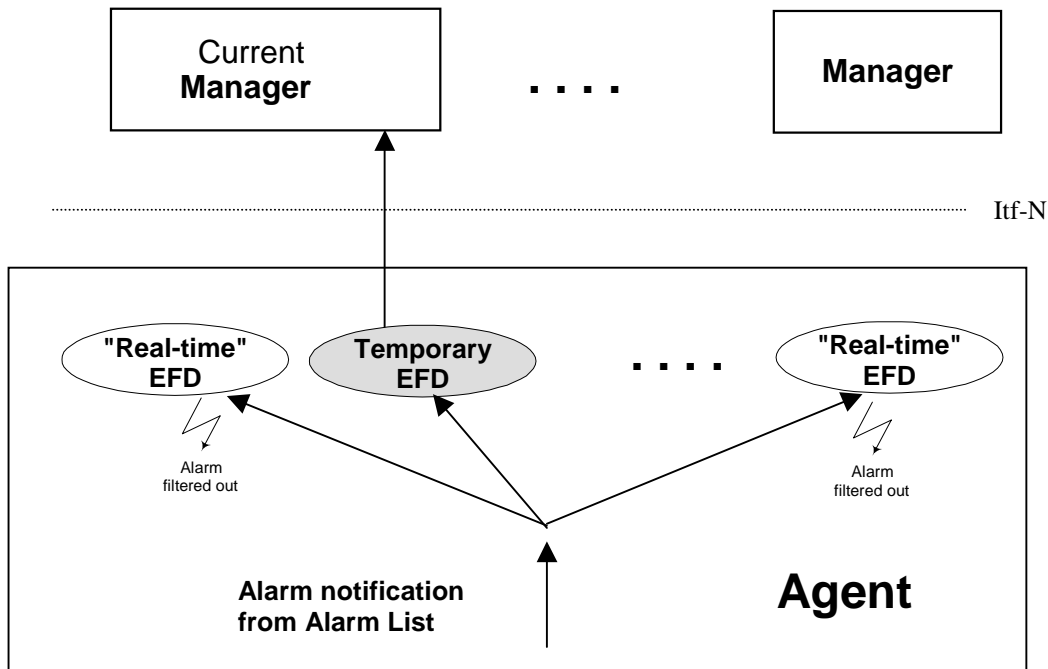 Current
Manager
. . . .
Manager
Itf-N
"Real-time"
EFD
Temporary
EFD
. . . .
"Real-time"
EFD
Alarm
filtered out
Alarm
filtered out
Alarm notification
from Alarm List
Agent